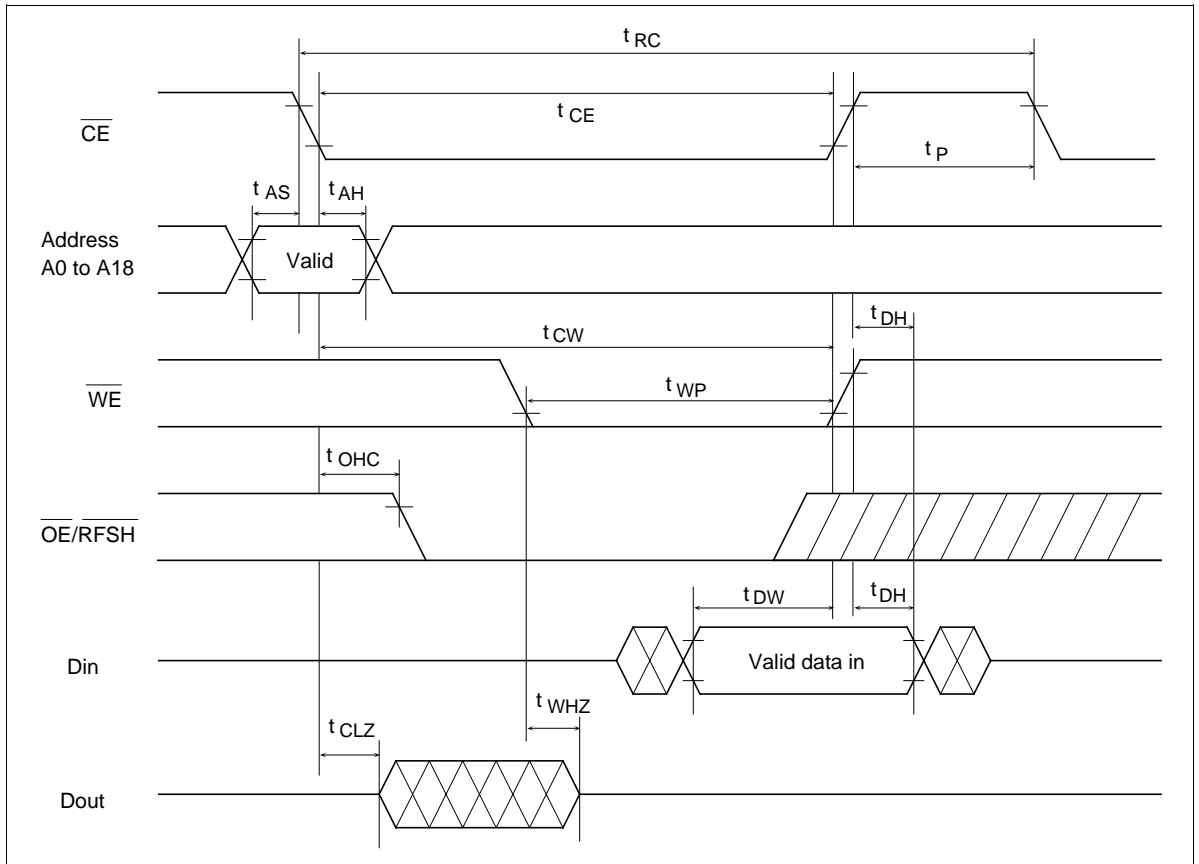 t RC
t CE
CE
t P
t AS
t AH
Address
A0 to A18
Valid
t DH
t CW
t WP
WE
t OHC
OE/RFSH
t DW
t DH
Valid data in
Din
t WHZ
t CLZ
Dout